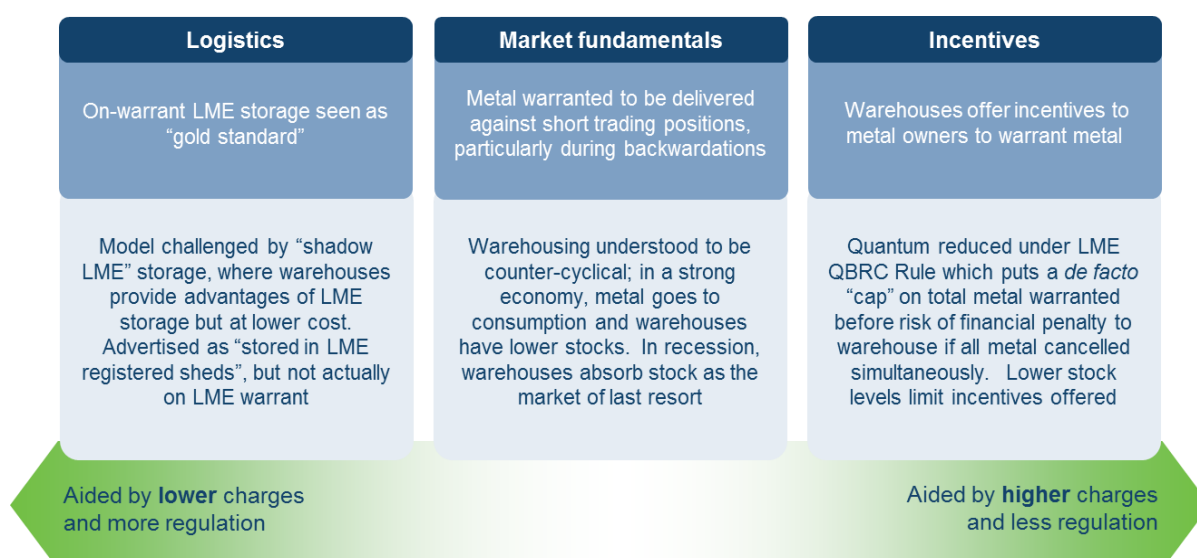 Logistics
On-warrant LME storage seen as
“gold standard”
Model challenged by “shadow
LME” storage, where warehouses
provide advantages of LME
storage but at lower cost.
Advertised as “stored in LME
registered sheds”, but not actually
on LME warrant
Market fundamentals
Metal warranted to be delivered
against short trading positions,
particularly during backwardations
Warehousing understood to be
counter-cyclical; in a strong
economy, metal goes to
consumption and warehouses
have lower stocks. In recession,
warehouses absorb stock as the
market of last resort
Incentives
Warehouses offer incentives to
metal owners to warrant metal
Quantum reduced under LME
QBRC Rule which puts a de facto
“cap” on total metal warranted
before risk of financial penalty to
warehouse if all metal cancelled
simultaneously. Lower stock
levels limit incentives offered
Aided by lower charges
and more regulation
Aided by higher charges
and less regulation